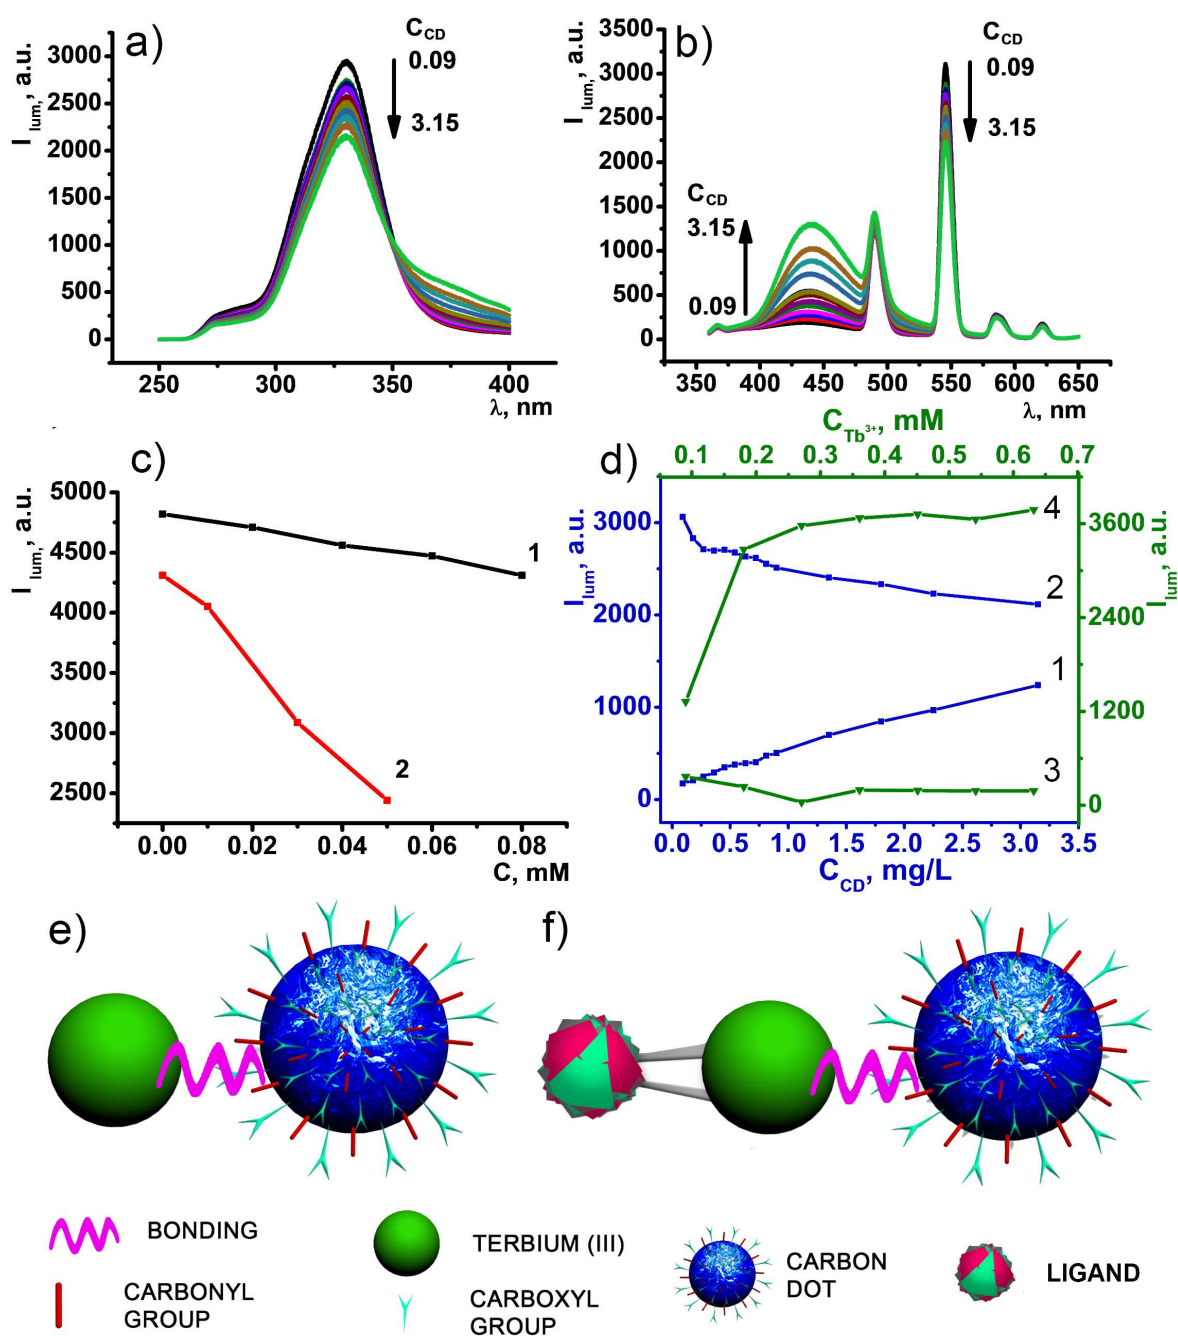 a)
C_CD
0.09
3.15
I_lum, a.u.
3000
2500
2000
1500
1000
500
0
250 300 350 400
λ, nm
b)
C_CD
0.09
3.15
C_CD
3.15
0.09
I_lum, a.u.
3500
3000
2500
2000
1500
1000
500
0
350 400 450 500 550 600 650
λ, nm
c)
I_lum, a.u.
5000
4500
4000
3500
3000
2500
1
2
0.00 0.02 0.04 0.06 0.08
C, mM
d)
C_Tb³⁺, mM
0.1 0.2 0.3 0.4 0.5 0.6 0.7
I_lum, a.u.
3000
2000
1000
0
4
2
1
3
3600
2400
1200
0
I_lum, a.u.
0.0 0.5 1.0 1.5 2.0 2.5 3.0 3.5
C_CD, mg/L
e)
f)
BONDING
TERBIUM (III)
CARBON
DOT
LIGAND
CARBONYL
GROUP
CARBOXYL
GROUP